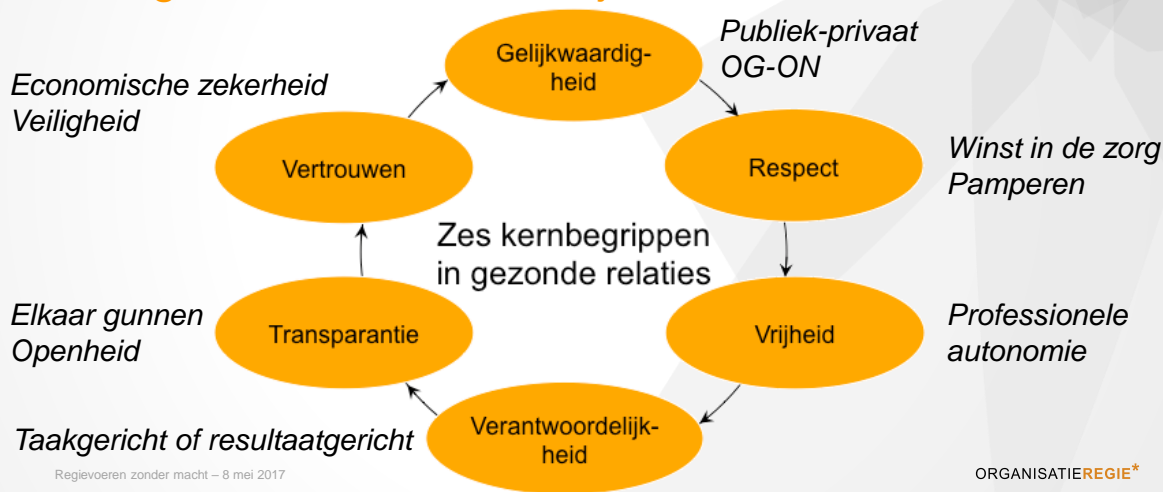 Gelijkwaardig-
heid
Publiek-privaat
OG-ON
Economische zekerheid
Veiligheid
Vertrouwen
Respect
Winst in de zorg
Pamperen
Zes kernbegrippen
in gezonde relaties
Elkaar gunnen
Openheid
Transparantie
Vrijheid
Professionele
autonomie
Verantwoordelijk-
heid
Taakgericht of resultaatgericht
Regievoeren zonder macht – 8 mei 2017
ORGANISATIEREGIE*